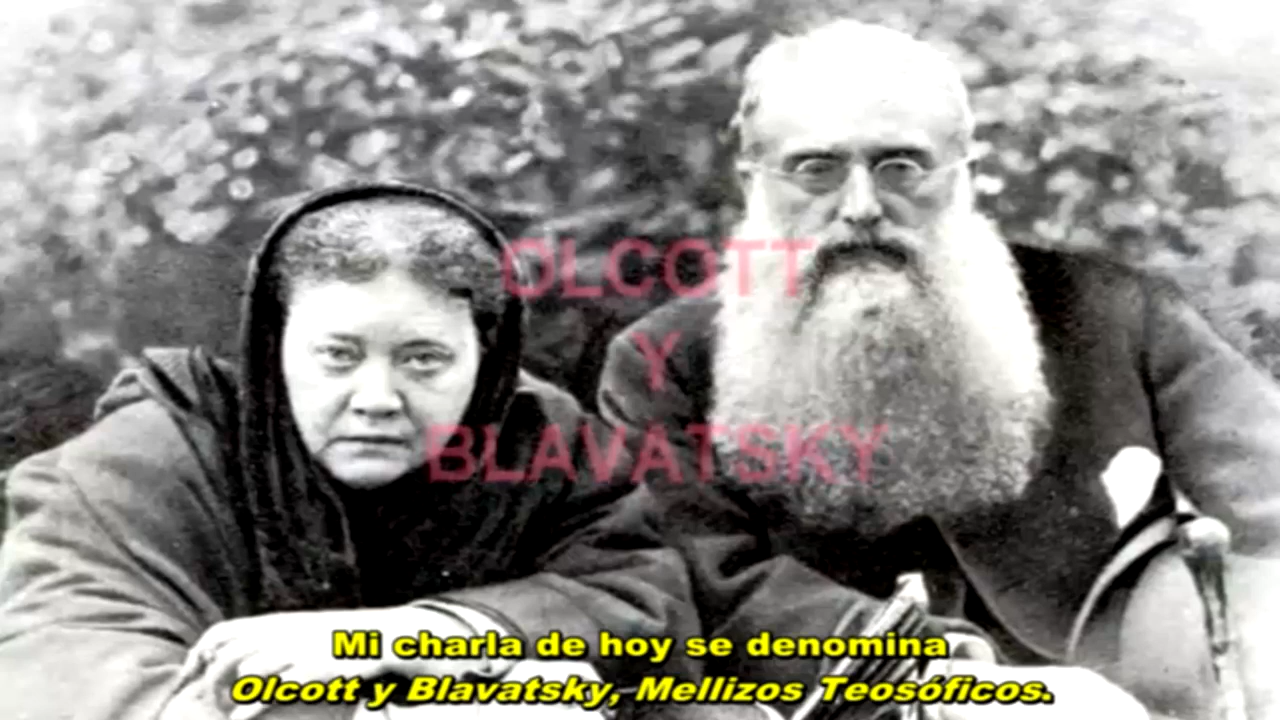 OLCOTT
Y
BLAVATSKY
Mi charla de hoy se denomina
Olcott y Blavatsky, Mellizos Teosóficos.